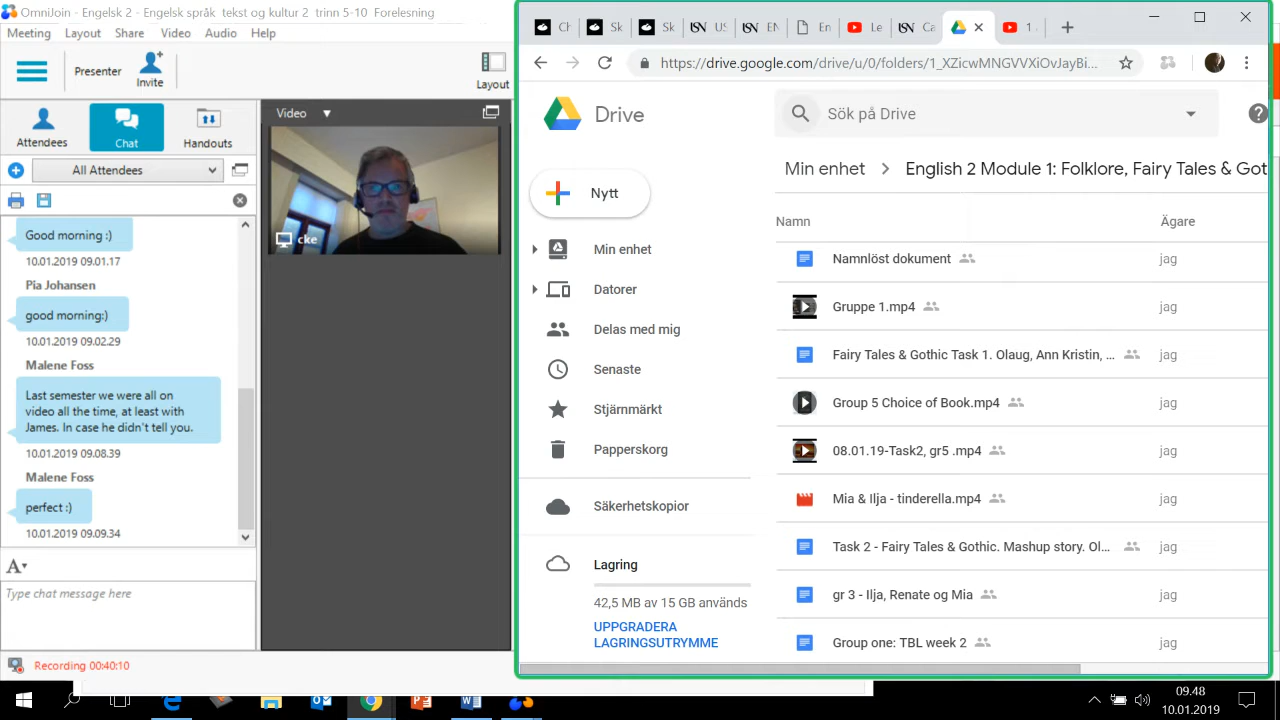 OmniJoin - Engelsk 2 - Engelsk språk tekst og kultur 2 trinn 5-10 Forelesning
Meeting Layout Share Video Audio Help
Presenter
Invite
Layout
Attendees
Chat
Handouts
All Attendees
Good morning :)
10.01.2019 09.01.17
Pia Johansen
good morning:)
10.01.2019 09.02.29
Malene Foss
Last semester we were all on
video all the time, at least with
James. In case he didn't tell you.
10.01.2019 09.08.39
Malene Foss
perfect :)
10.01.2019 09.09.34
Type chat message here
Recording 00:40:10
Video
cke
https://drive.google.com/drive/u/0/folders/1_XZicwMNGVVXiOvJayBi...
Drive
Sök på Drive
Nytt
Min enhet
Datorer
Delas med mig
Senaste
Stjärnmärkt
Papperskorg
Säkerhetskopior
Lagring
42,5 MB av 15 GB används
UPPGRADERA
LAGRINGSUTRYMME
Min enhet > English 2 Module 1: Folklore, Fairy Tales & Got
Namn Ägare
Namnlöst dokument jag
Gruppe 1.mp4 jag
Fairy Tales & Gothic Task 1. Olaug, Ann Kristin, ... jag
Group 5 Choice of Book.mp4 jag
08.01.19-Task2, gr5 .mp4 jag
Mia & Ilja - tinderella.mp4 jag
Task 2 - Fairy Tales & Gothic. Mashup story. Ol... jag
gr 3 - Ilja, Renate og Mia jag
Group one: TBL week 2 jag
09.48
10.01.2019